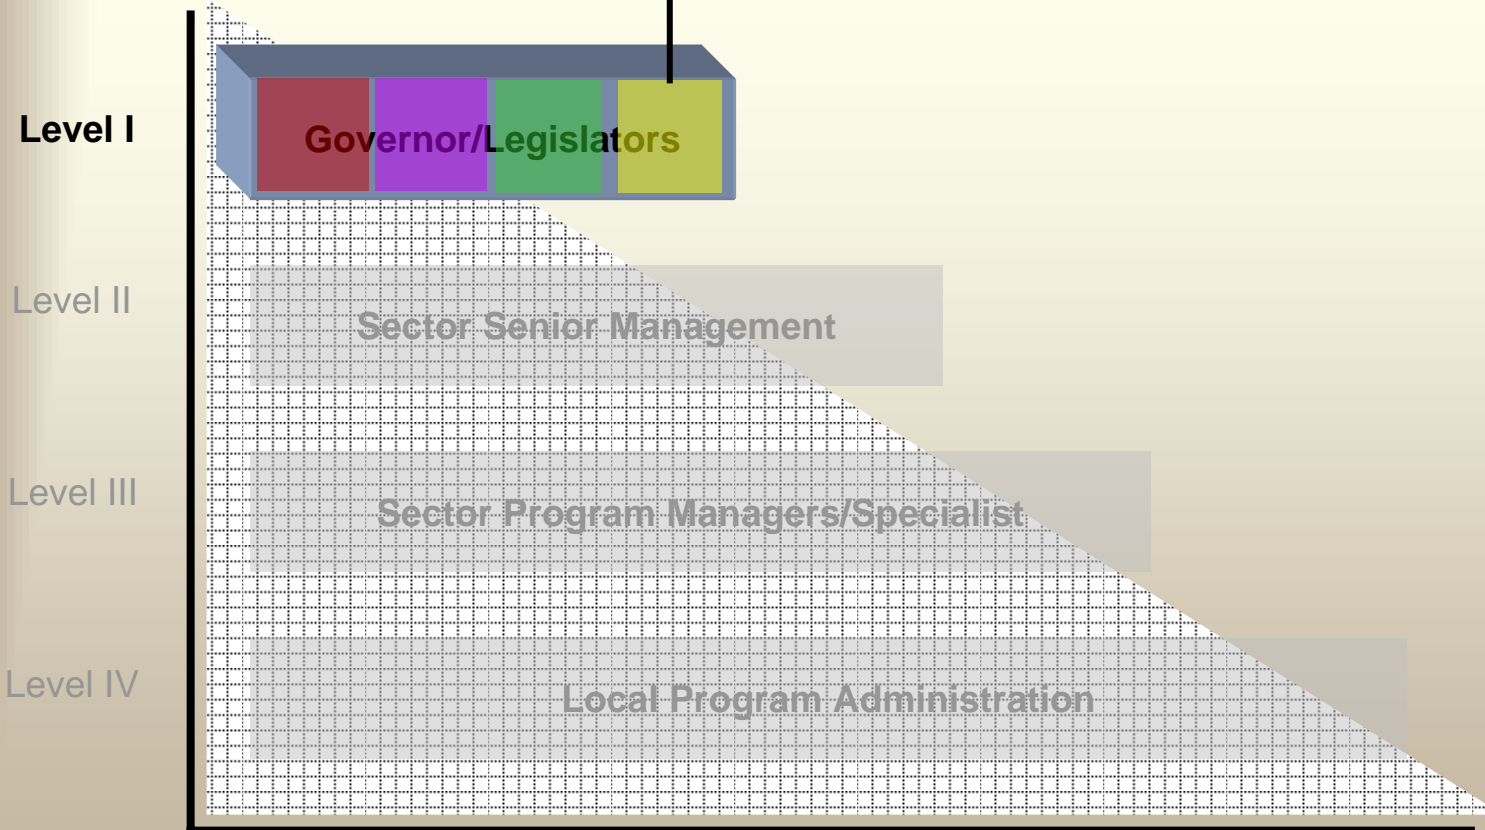 Level I
Governor/Legislators
Level II
Sector Senior Management
Level III
Sector Program Managers/Specialist
Level IV
Local Program Administration